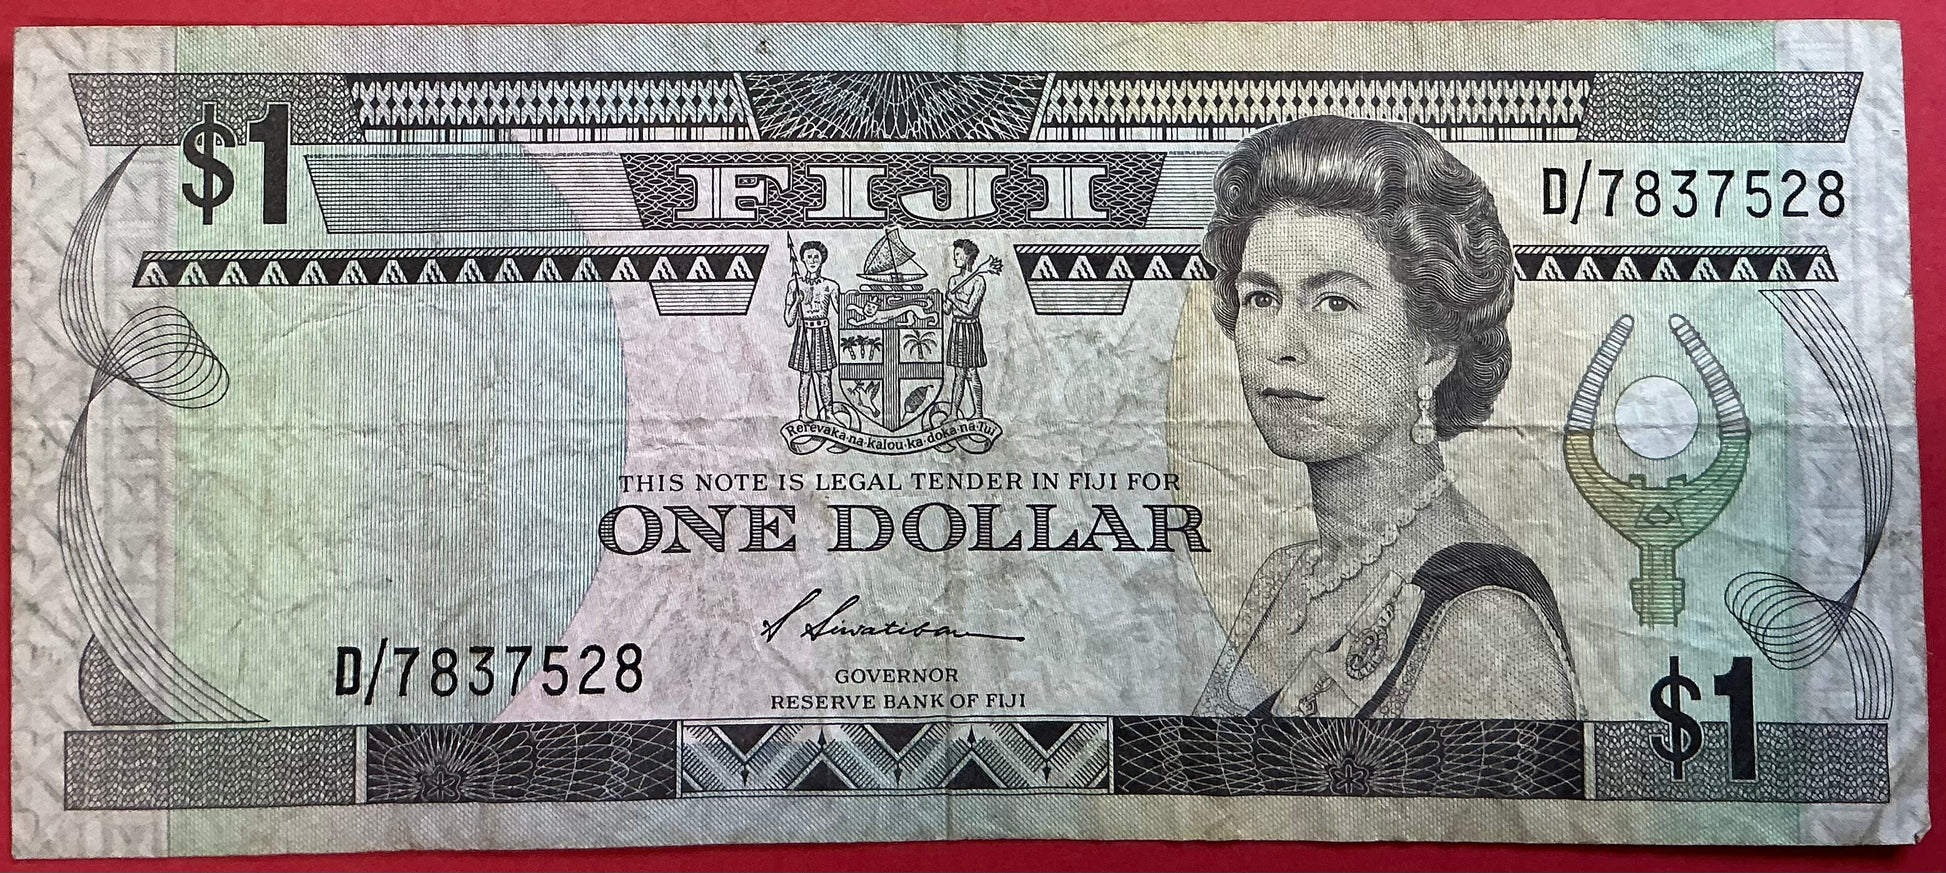 $1
FIJI
D/7837528
Rerevaka·na·kalou·ka·doka·na·Tui
THIS NOTE IS LEGAL TENDER IN FIJI FOR
ONE DOLLAR
D/7837528
S Siwatibau
GOVERNOR
RESERVE BANK OF FIJI
$1